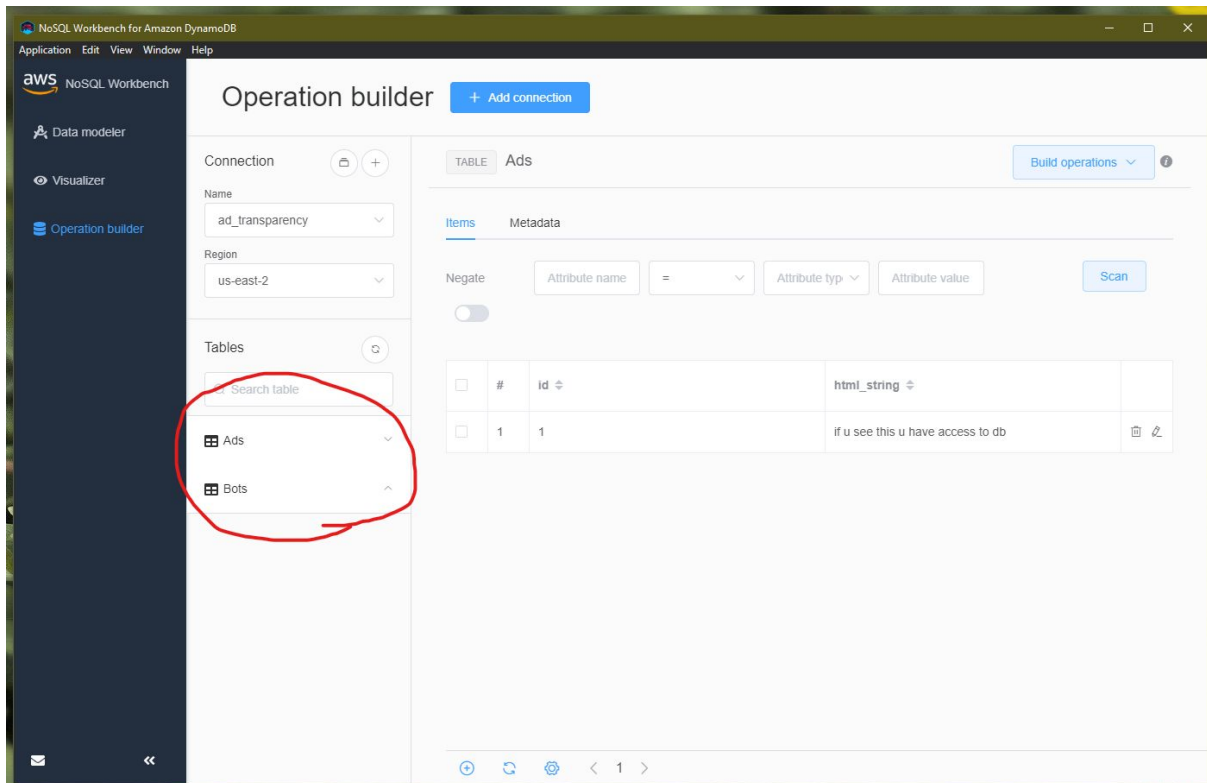 NoSQL Workbench for Amazon DynamoDB
Application Edit View Window Help
aws NoSQL Workbench
Data modeler
Visualizer
Operation builder
Operation builder
+ Add connection
Connection
Name
ad_transparency
Region
us-east-2
Tables
Search table
Ads
Bots
TABLE Ads
Build operations
Items Metadata
Negate Attribute name = Attribute typ Attribute value Scan
# id html_string
1 1 if u see this u have access to db
1